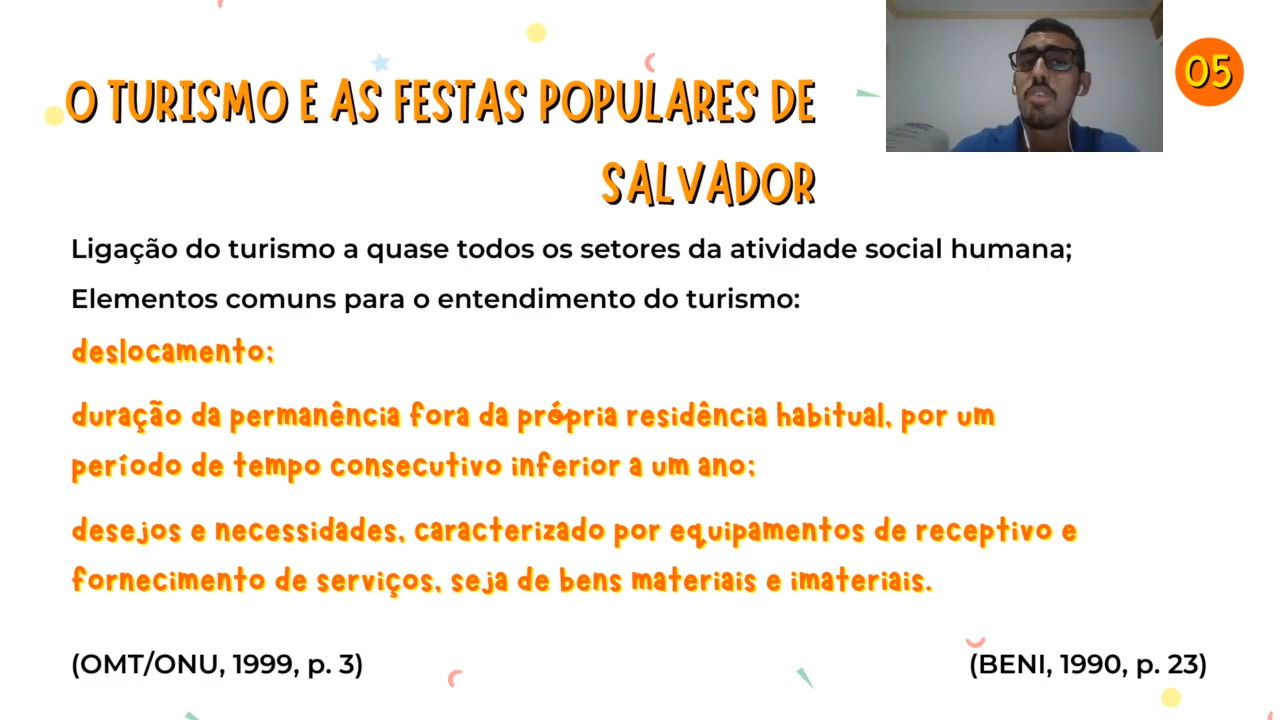 O TURISMO E AS FESTAS POPULARES DE
SALVADOR
05
Ligação do turismo a quase todos os setores da atividade social humana;
Elementos comuns para o entendimento do turismo:
deslocamento;
duração da permanência fora da própria residência habitual, por um
período de tempo consecutivo inferior a um ano;
desejos e necessidades, caracterizado por equipamentos de receptivo e
fornecimento de serviços, seja de bens materiais e imateriais.
(OMT/ONU, 1999, p. 3)
(BENI, 1990, p. 23)